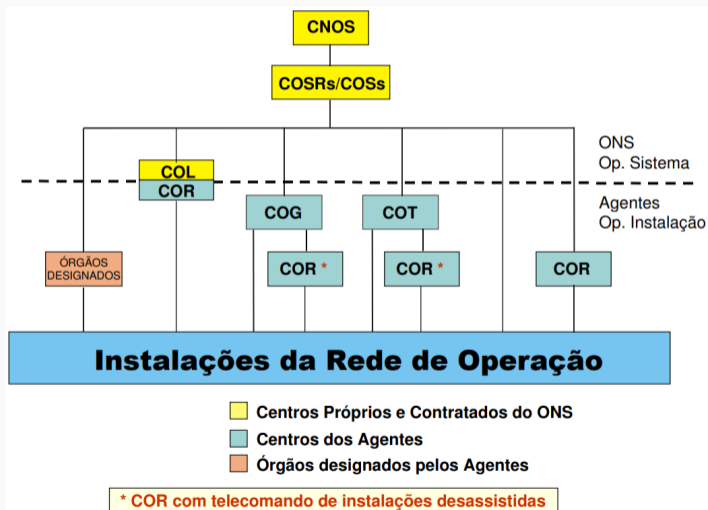 CNOS
COSRs/COSs
ONS
Op. Sistema
COL
COR
Agentes
Op. Instalação
COG
COT
ÓRGÃOS
DESIGNADOS
COR *
COR *
COR
Instalações da Rede de Operação
Centros Próprios e Contratados do ONS
Centros dos Agentes
Órgãos designados pelos Agentes
* COR com telecomando de instalações desassistidas